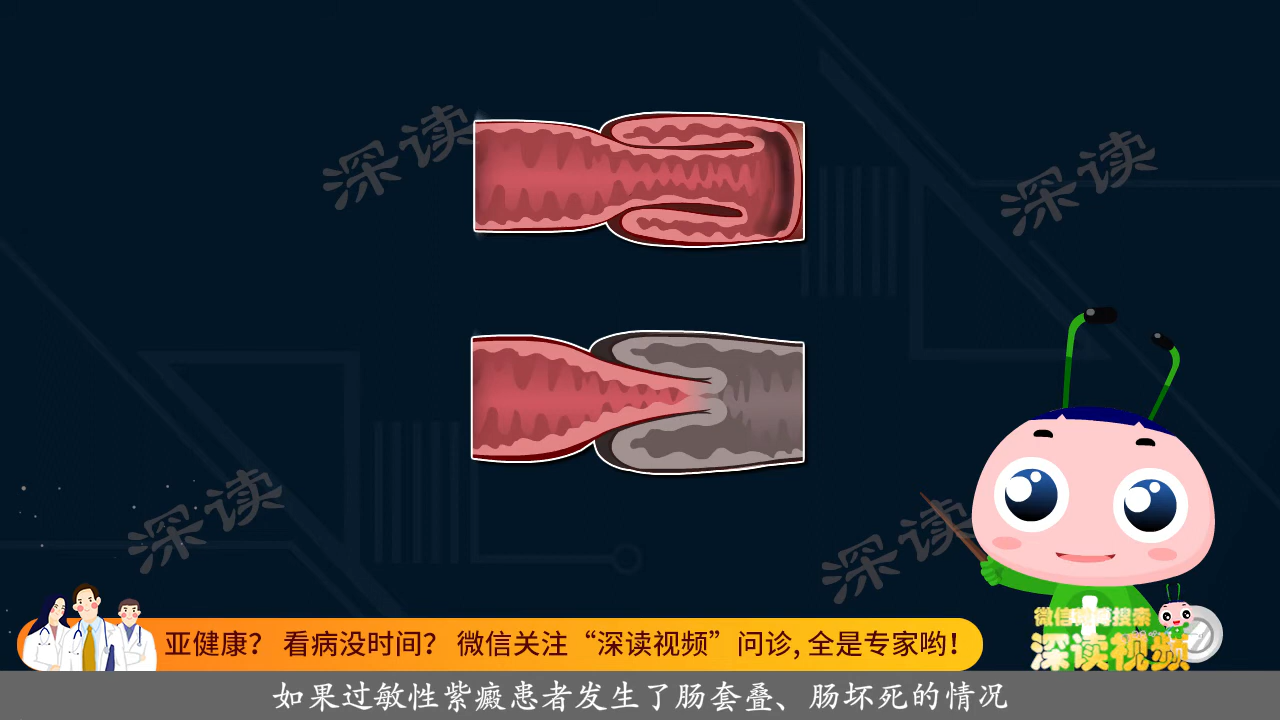 深读
深读
深读
深读
微信微博搜索
深读视频
亚健康？ 看病没时间？ 微信关注“深读视频”问诊, 全是专家哟！
如果过敏性紫癜患者发生了肠套叠、肠坏死的情况